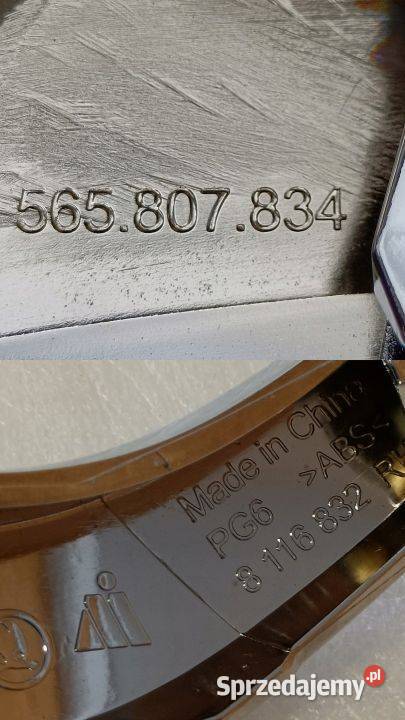 565.807.834
Made in China
PG6 >ABS<
8 116 832
Sprzedajemy.pl